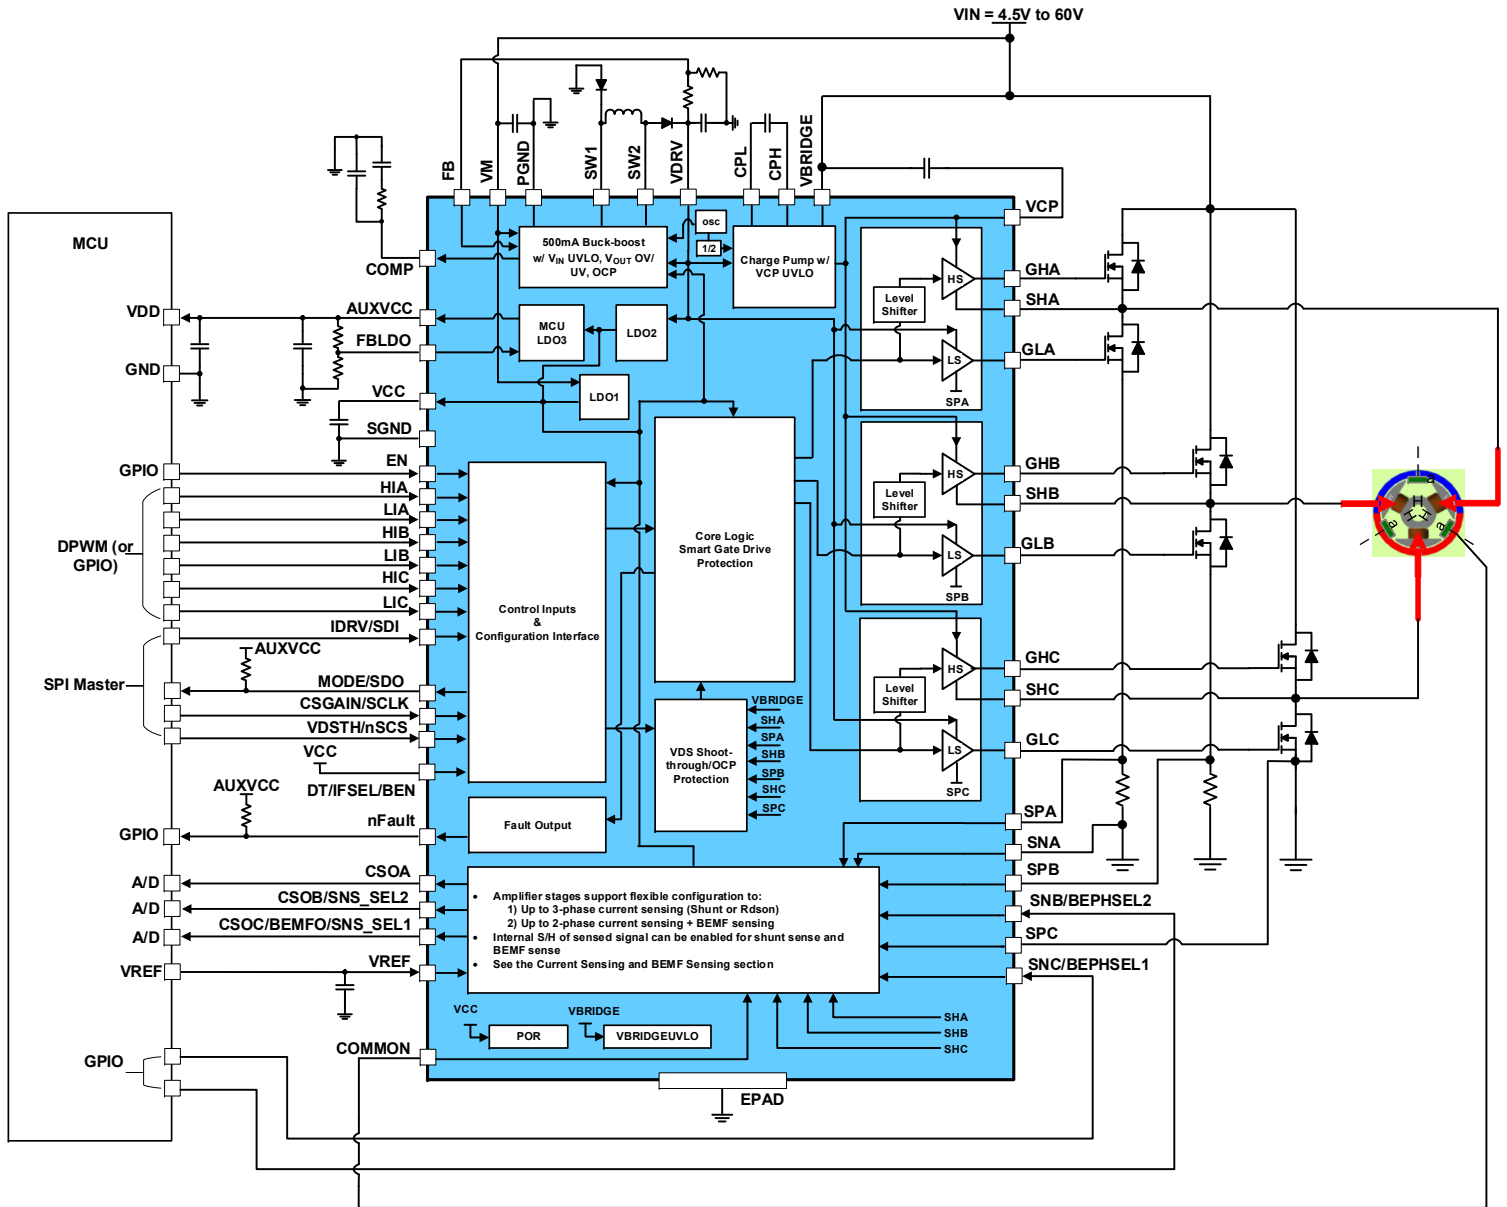 VIN = 4.5V to 60V
FB
VM
PGND
SW1
SW2
VDRV
CPL
CPH
VBRIDGE
MCU
VDD
GND
GPIO
DPWM (or
GPIO)
SPI Master
GPIO
A/D
A/D
A/D
VREF
GPIO
COMP
AUXVCC
FBLDO
VCC
SGND
EN
HIA
LIA
HIB
LIB
HIC
LIC
IDRV/SDI
AUXVCC
MODE/SDO
CSGAIN/SCLK
VDSTH/nSCS
VCC
DT/IFSEL/BEN
AUXVCC
nFault
CSOA
CSOB/SNS_SEL2
CSOC/BEMFO/SNS_SEL1
VREF
COMMON
500mA Buck-boost
w/ VIN UVLO, VOUT OV/
UV, OCP
osc
1/2
Charge Pump w/
VCP UVLO
MCU
LDO3
LDO2
LDO1
Control Inputs
&
Configuration Interface
Core Logic
Smart Gate Drive
Protection
VDS Shoot-
through/OCP
Protection
VBRIDGE
SHA
SPA
SHB
SPB
SHC
SPC
Fault Output
• Amplifier stages support flexible configuration to:
1) Up to 3-phase current sensing (Shunt or Rdson)
2) Up to 2-phase current sensing + BEMF sensing
• Internal S/H of sensed signal can be enabled for shunt sense and
BEMF sense
• See the Current Sensing and BEMF Sensing section
VCC
POR
VBRIDGE
VBRIDGEUVLO
SHA
SHB
SHC
EPAD
Level
Shifter
HS
LS
SPA
Level
Shifter
HS
LS
SPB
Level
Shifter
HS
LS
SPC
VCP
GHA
SHA
GLA
GHB
SHB
GLB
GHC
SHC
GLC
SPA
SNA
SPB
SNB/BEPHSEL2
SPC
SNC/BEPHSEL1
a
a
a